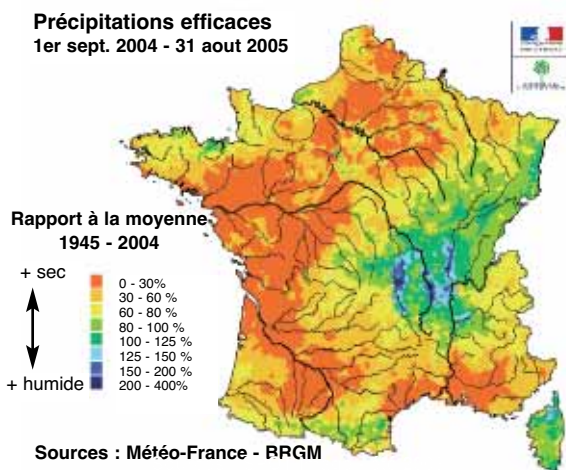 Précipitations efficaces
1er sept. 2004 - 31 aout 2005
Rapport à la moyenne
1945 - 2004
+ sec
+ humide
0 - 30%
30 - 60 %
60 - 80 %
80 - 100 %
100 - 125 %
125 - 150 %
150 - 200 %
200 - 400%
Sources : Météo-France - BRGM